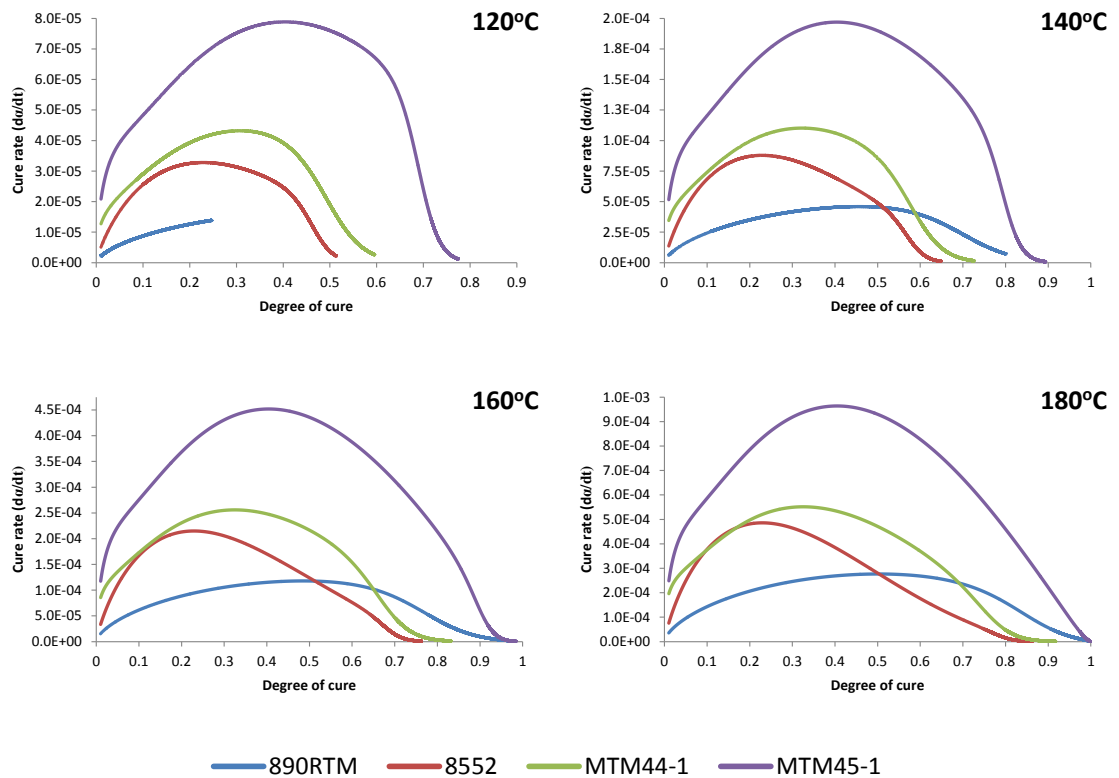 120°C
8.0E-05
7.0E-05
6.0E-05
5.0E-05
4.0E-05
3.0E-05
2.0E-05
1.0E-05
0.0E+00
Cure rate (dα/dt)
0 0.1 0.2 0.3 0.4 0.5 0.6 0.7 0.8 0.9
Degree of cure
140°C
2.0E-04
1.8E-04
1.5E-04
1.3E-04
1.0E-04
7.5E-05
5.0E-05
2.5E-05
0.0E+00
Cure rate (dα/dt)
0 0.1 0.2 0.3 0.4 0.5 0.6 0.7 0.8 0.9 1
Degree of cure
160°C
4.5E-04
4.0E-04
3.5E-04
3.0E-04
2.5E-04
2.0E-04
1.5E-04
1.0E-04
5.0E-05
0.0E+00
Cure rate (dα/dt)
0 0.1 0.2 0.3 0.4 0.5 0.6 0.7 0.8 0.9 1
Degree of cure
180°C
1.0E-03
9.0E-04
8.0E-04
7.0E-04
6.0E-04
5.0E-04
4.0E-04
3.0E-04
2.0E-04
1.0E-04
0.0E+00
Cure rate (dα/dt)
0 0.1 0.2 0.3 0.4 0.5 0.6 0.7 0.8 0.9 1
Degree of cure
890RTM 8552 MTM44-1 MTM45-1